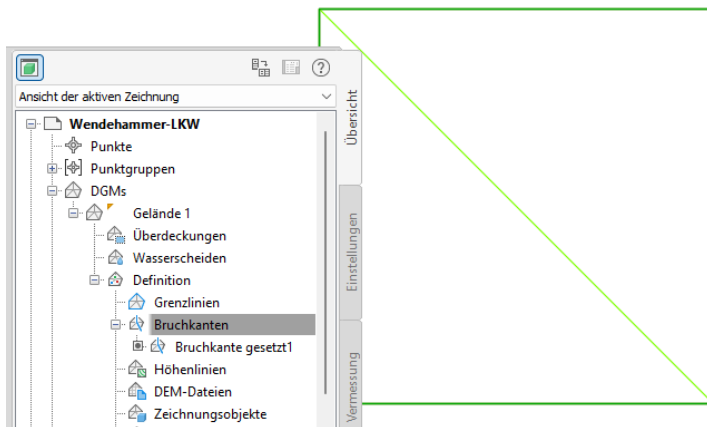 Ansicht der aktiven Zeichnung
Wendehammer-LKW
Punkte
Punktgruppen
DGMs
Gelände 1
Überdeckungen
Wasserscheiden
Definition
Grenzlinien
Bruchkanten
Bruchkante gesetzt1
Höhenlinien
DEM-Dateien
Zeichnungsobjekte
Übersicht
Einstellungen
Vermessung